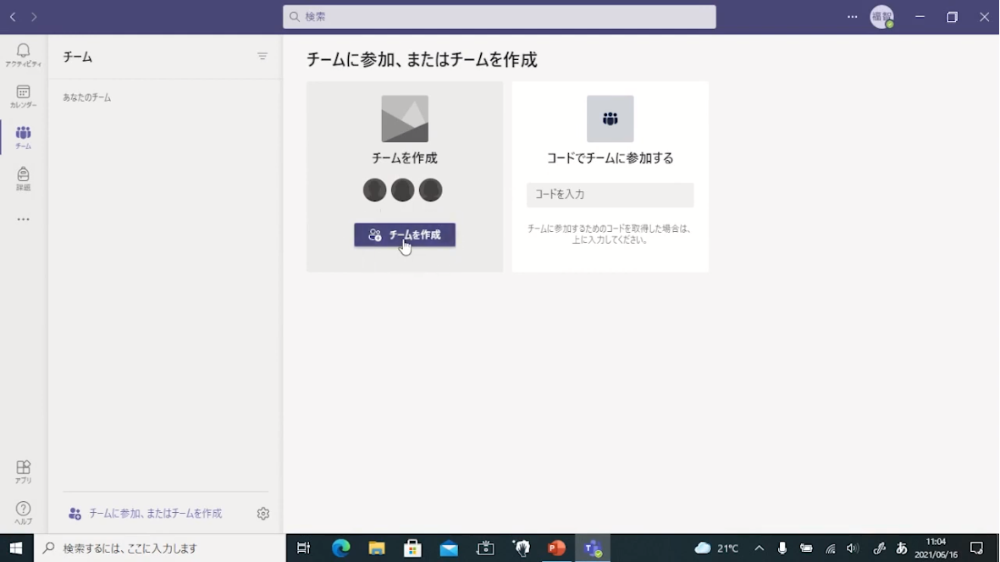 検索
福智
アクティビティ
カレンダー
チーム
課題
アプリ
ヘルプ
チーム
あなたのチーム
チームに参加、またはチームを作成
チームに参加、またはチームを作成
チームを作成
チームを作成
コードでチームに参加する
コードを入力
チームに参加するためのコードを取得した場合は、
上に入力してください。
検索するには、ここに入力します
21°C
あ
11:04
2021/06/16